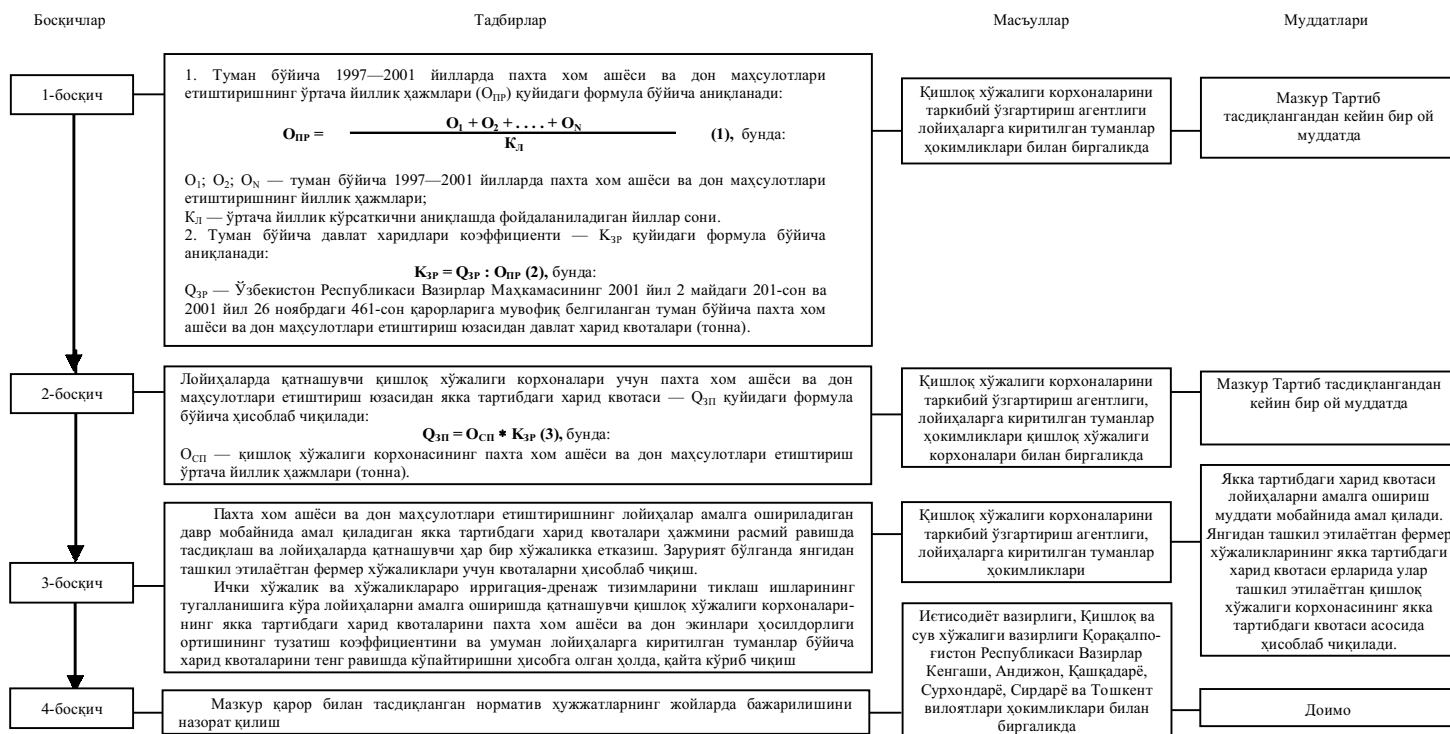 Босқичлар
Тадбирлар
Масъуллар
Муддатлари
1-босқич
1. Туман бўйича 1997—2001 йилларда пахта хом ашёси ва дон маҳсулотлари
етиштиришнинг ўртача йиллик ҳажмлари (О_ПР) қуйидаги формула бўйича аниқланади:
О_ПР = О_1 + О_2 + . . . . + О_N
К_Л
(1), бунда:
О_1; О_2; О_N — туман бўйича 1997—2001 йилларда пахта хом ашёси ва дон маҳсулотлари
етиштиришнинг йиллик ҳажмлари;
К_Л — ўртача йиллик кўрсаткични аниқлашда фойдаланиладиган йиллар сони.
2. Туман бўйича давлат харидлари коэффициенти — К_ЗР қуйидаги формула бўйича
аниқланади:
К_ЗР = Q_ЗР : О_ПР (2), бунда:
Q_ЗР — Ўзбекистон Республикаси Вазирлар Маҳкамасининг 2001 йил 2 майдаги 201-сон ва
2001 йил 26 ноябрдаги 461-сон қарорларига мувофиқ белгиланган туман бўйича пахта хом
ашёси ва дон маҳсулотлари етиштириш юзасидан давлат харид квоталари (тонна).
Қишлоқ хўжалиги корхоналарини
таркибий ўзгартириш агентлиги
лойиҳаларга киритилган туманлар
ҳокимликлари билан биргаликда
Мазкур Тартиб
тасдиқлангандан кейин бир ой
муддатда
2-босқич
Лойиҳаларда қатнашувчи қишлоқ хўжалиги корхоналари учун пахта хом ашёси ва дон
маҳсулотлари етиштириш юзасидан якка тартибдаги харид квотаси — Q_ЗП қуйидаги формула
бўйича ҳисоблаб чиқилади:
Q_ЗП = О_СП * К_ЗР (3), бунда:
О_СП — қишлоқ хўжалиги корхонасининг пахта хом ашёси ва дон маҳсулотлари етиштириш
ўртача йиллик ҳажмлари (тонна).
Қишлоқ хўжалиги корхоналарини
таркибий ўзгартириш агентлиги,
лойиҳаларга киритилган туманлар
ҳокимликлари қишлоқ хўжалиги
корхоналари билан биргаликда
Мазкур Тартиб тасдиқлангандан
кейин бир ой муддатда
3-босқич
Пахта хом ашёси ва дон маҳсулотлари етиштиришнинг лойиҳалар амалга ошириладиган
давр мобайнида амал қиладиган якка тартибдаги харид квоталари ҳажмини расмий равишда
тасдиқлаш ва лойиҳаларда қатнашувчи ҳар бир хўжаликка етказиш. Зарурият бўлганда янгидан
ташкил этилаётган фермер хўжаликлари учун квоталарни ҳисоблаб чиқиш.
Ички хўжалик ва хўжаликлараро ирригация-дренаж тизимларини тиклаш ишларининг
тугалланишига кўра лойиҳаларни амалга оширишда қатнашувчи қишлоқ хўжалиги корхоналари-
нинг якка тартибдаги харид квоталарини пахта хом ашёси ва дон экинлари ҳосилдорлиги
ортишининг тузатиш коэффициентини ва умуман лойиҳаларга киритилган туманлар бўйича
харид квоталарини тенг равишда кўпайтиришни ҳисобга олган ҳолда, қайта кўриб чиқиш
Қишлоқ хўжалиги корхоналарини
таркибий ўзгартириш агентлиги,
лойиҳаларга киритилган туманлар
ҳокимликлари
Якка тартибдаги харид квотаси
лойиҳаларни амалга ошириш
муддати мобайнида амал қилади.
Янгидан ташкил этилаётган фермер
хўжаликларининг якка тартибдаги
харид квотаси ерларида улар
ташкил этилаётган қишлоқ
хўжалиги корхонасининг якка
тартибдаги квотаси асосида
ҳисоблаб чиқилади.
4-босқич
Мазкур қарор билан тасдиқланган норматив ҳужжатларнинг жойларда бажарилишини
назорат қилиш
Иєтисодиёт вазирлиги, Қишлоқ ва
сув хўжалиги вазирлиги Қорақалпо-
ғистон Республикаси Вазирлар
Кенгаши, Андижон, Қашқадарё,
Сурхондарё, Сирдарё ва Тошкент
вилоятлари ҳокимликлари билан
биргаликда
Доимо